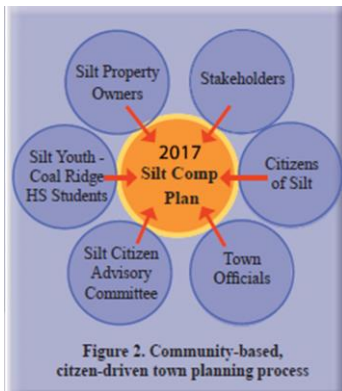 Silt Property
Owners
Stakeholders
2017
Silt Comp
Plan
Silt Youth -
Coal Ridge
HS Students
Citizens
of Silt
Silt Citizen
Advisory
Committee
Town
Officials
Figure 2. Community-based,
citzen-driven town planning process